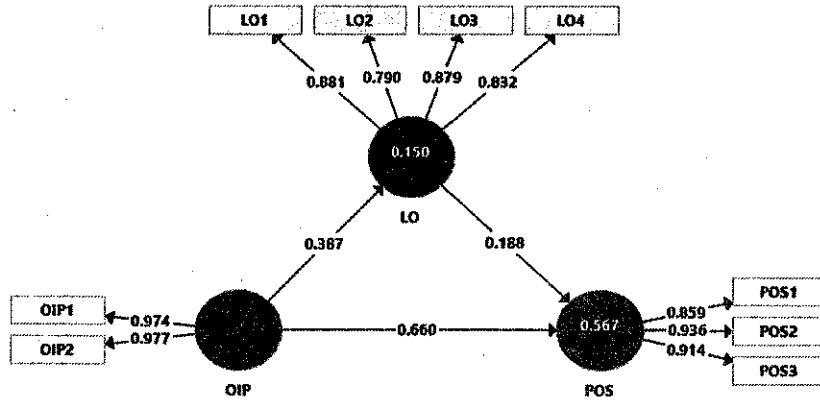 LO1 LO2 LO3 LO4
0.881 0.790 0.879 0.832
0.150
LO
0.387 0.188
OIP1 0.974
OIP2 0.977
0.660
0.567
0.859 POS1
0.936 POS2
0.914 POS3
OIP POS